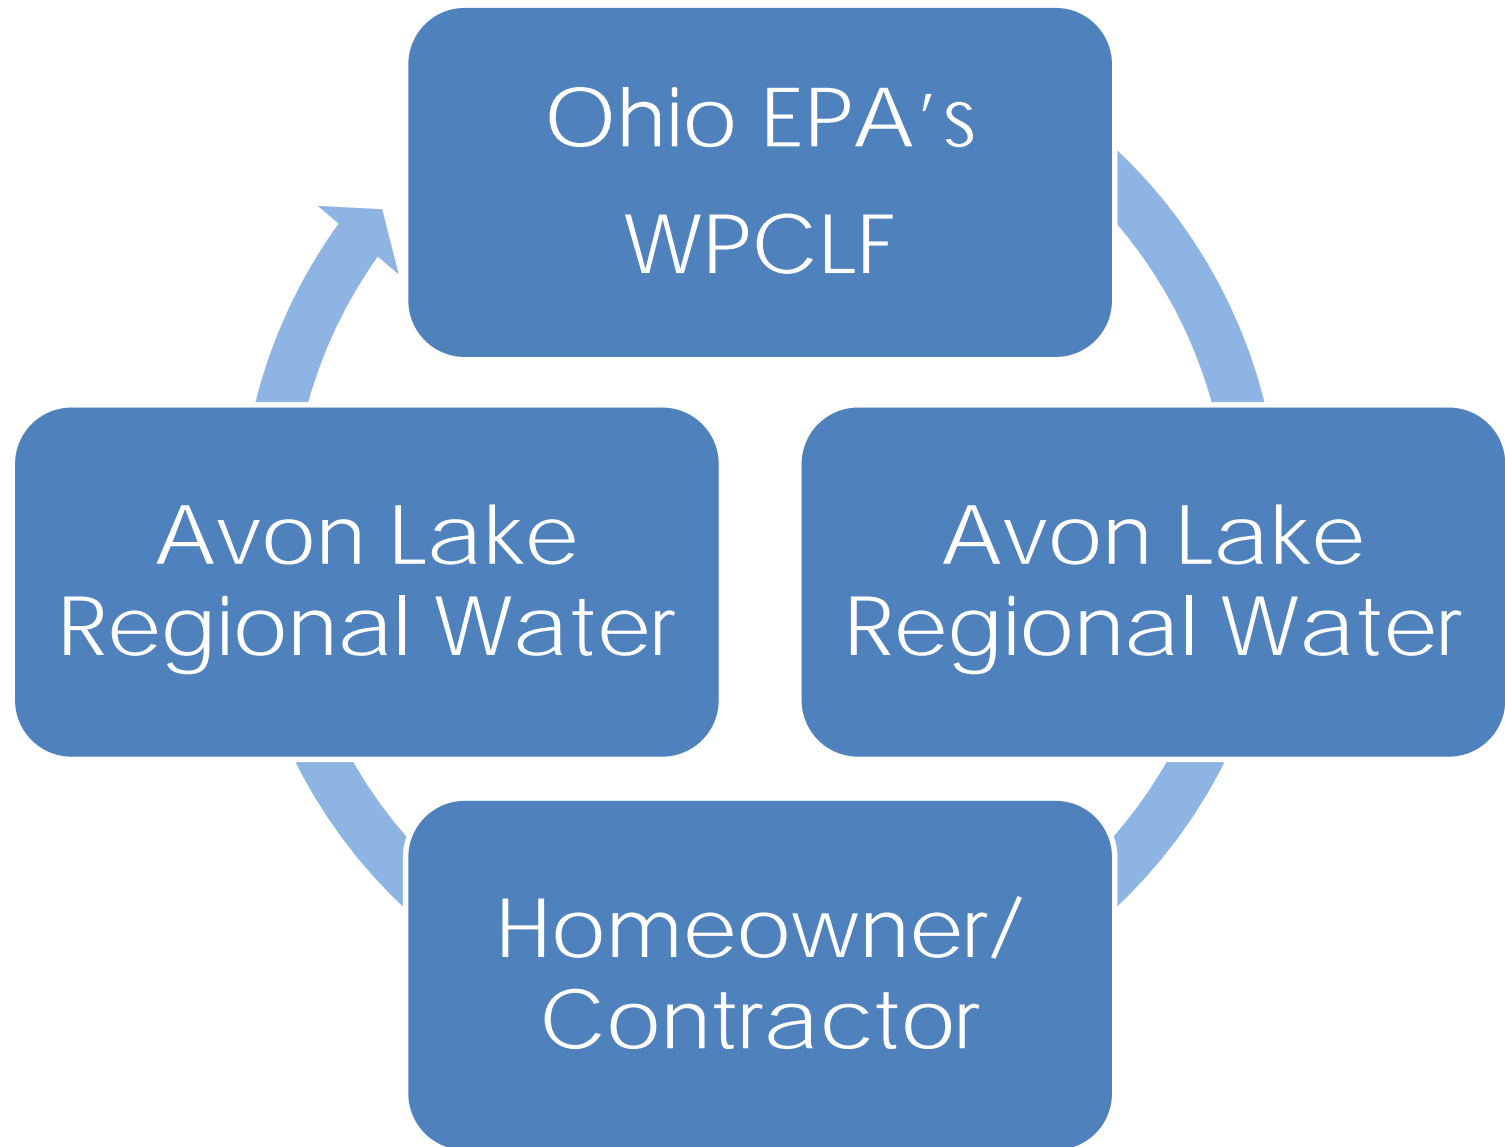 Ohio EPA's
WPCLF
Avon Lake
Regional Water
Avon Lake
Regional Water
Homeowner/
Contractor